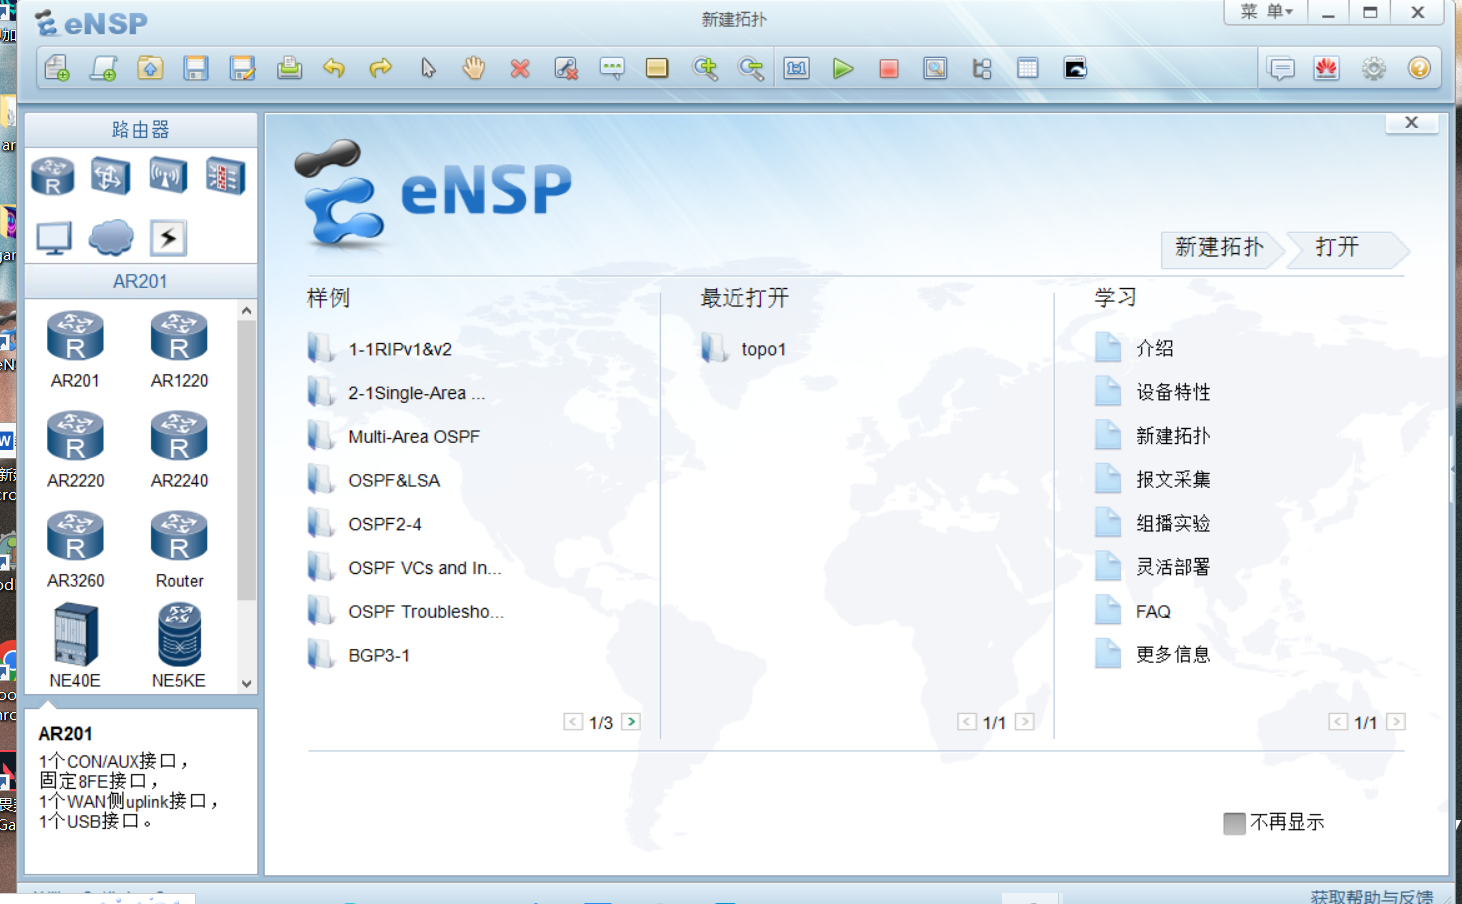 eNSP
新建拓扑
菜 单
路由器
AR201
AR201
AR1220
AR2220
AR2240
AR3260
Router
NE40E
NE5KE
AR201
1个CON/AUX接口，
固定8FE接口，
1个WAN侧uplink接口，
1个USB接口。
eNSP
新建拓扑
打开
样例
1-1RIPv1&v2
2-1Single-Area ...
Multi-Area OSPF
OSPF&LSA
OSPF2-4
OSPF VCs and In...
OSPF Troublesho...
BGP3-1
1/3
最近打开
topo1
1/1
学习
介绍
设备特性
新建拓扑
报文采集
组播实验
灵活部署
FAQ
更多信息
1/1
不再显示
获取帮助与反馈